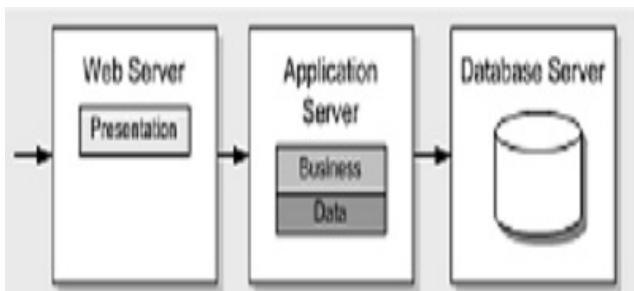 Web Server
Presentation
Application
Server
Business
Data
Database Server